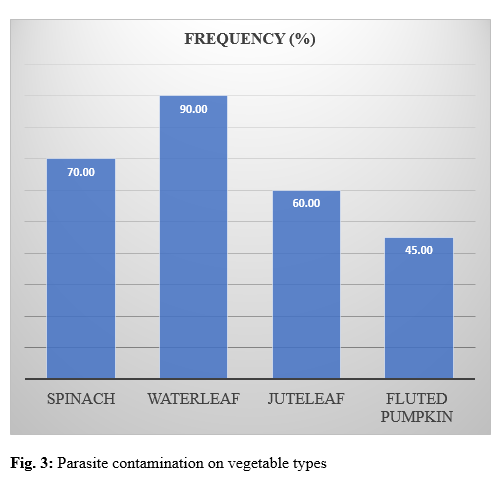 FREQUENCY (%)
70.00
90.00
60.00
45.00
SPINACH
WATERLEAF
JUTELEAF
FLUTED
PUMPKIN
Fig. 3: Parasite contamination on vegetable types